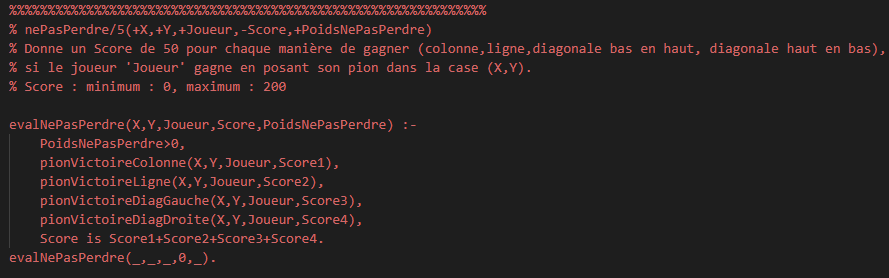 %%%%%%%%%%%%%%%%%%%%%%%%%%%%%%%%%%%%%%%%%%%%%%%%%%%%%%%%%%%%%%
% nePasPerdre/5(+X,+Y,+Joueur,-Score,+PoidsNePasPerdre)
% Donne un Score de 50 pour chaque manière de gagner (colonne,ligne,diagonale bas en haut, diagonale haut en bas),
% si le joueur 'Joueur' gagne en posant son pion dans la case (X,Y).
% Score : minimum : 0, maximum : 200
evalNePasPerdre(X,Y,Joueur,Score,PoidsNePasPerdre) :-
PoidsNePasPerdre>0,
pionVictoireColonne(X,Y,Joueur,Score1),
pionVictoireLigne(X,Y,Joueur,Score2),
pionVictoireDiagGauche(X,Y,Joueur,Score3),
pionVictoireDiagDroite(X,Y,Joueur,Score4),
Score is Score1+Score2+Score3+Score4.
evalNePasPerdre(_,_,_,0,_).